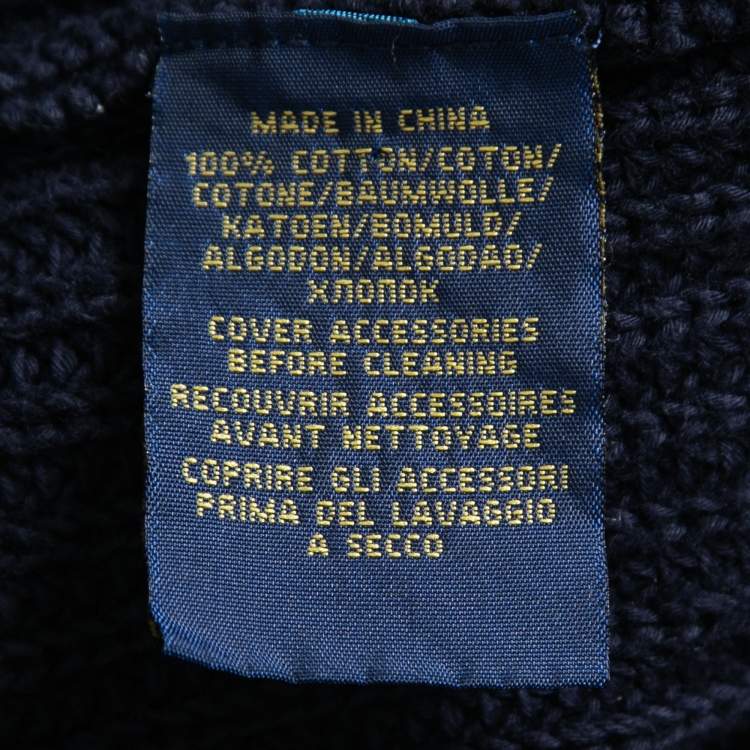 MADE IN CHINA
100% COTTON/COTON/
COTONE/BAUMWOLLE/
KATOEN/BOMULD/
ALGODON/ALGODAO/
ХЛОПОК
COVER ACCESSORIES
BEFORE CLEANING
RECOUVRIR ACCESSOIRES
AVANT NETTOYAGE
COPRIRE GLI ACCESSORI
PRIMA DEL LAVAGGIO
A SECCO